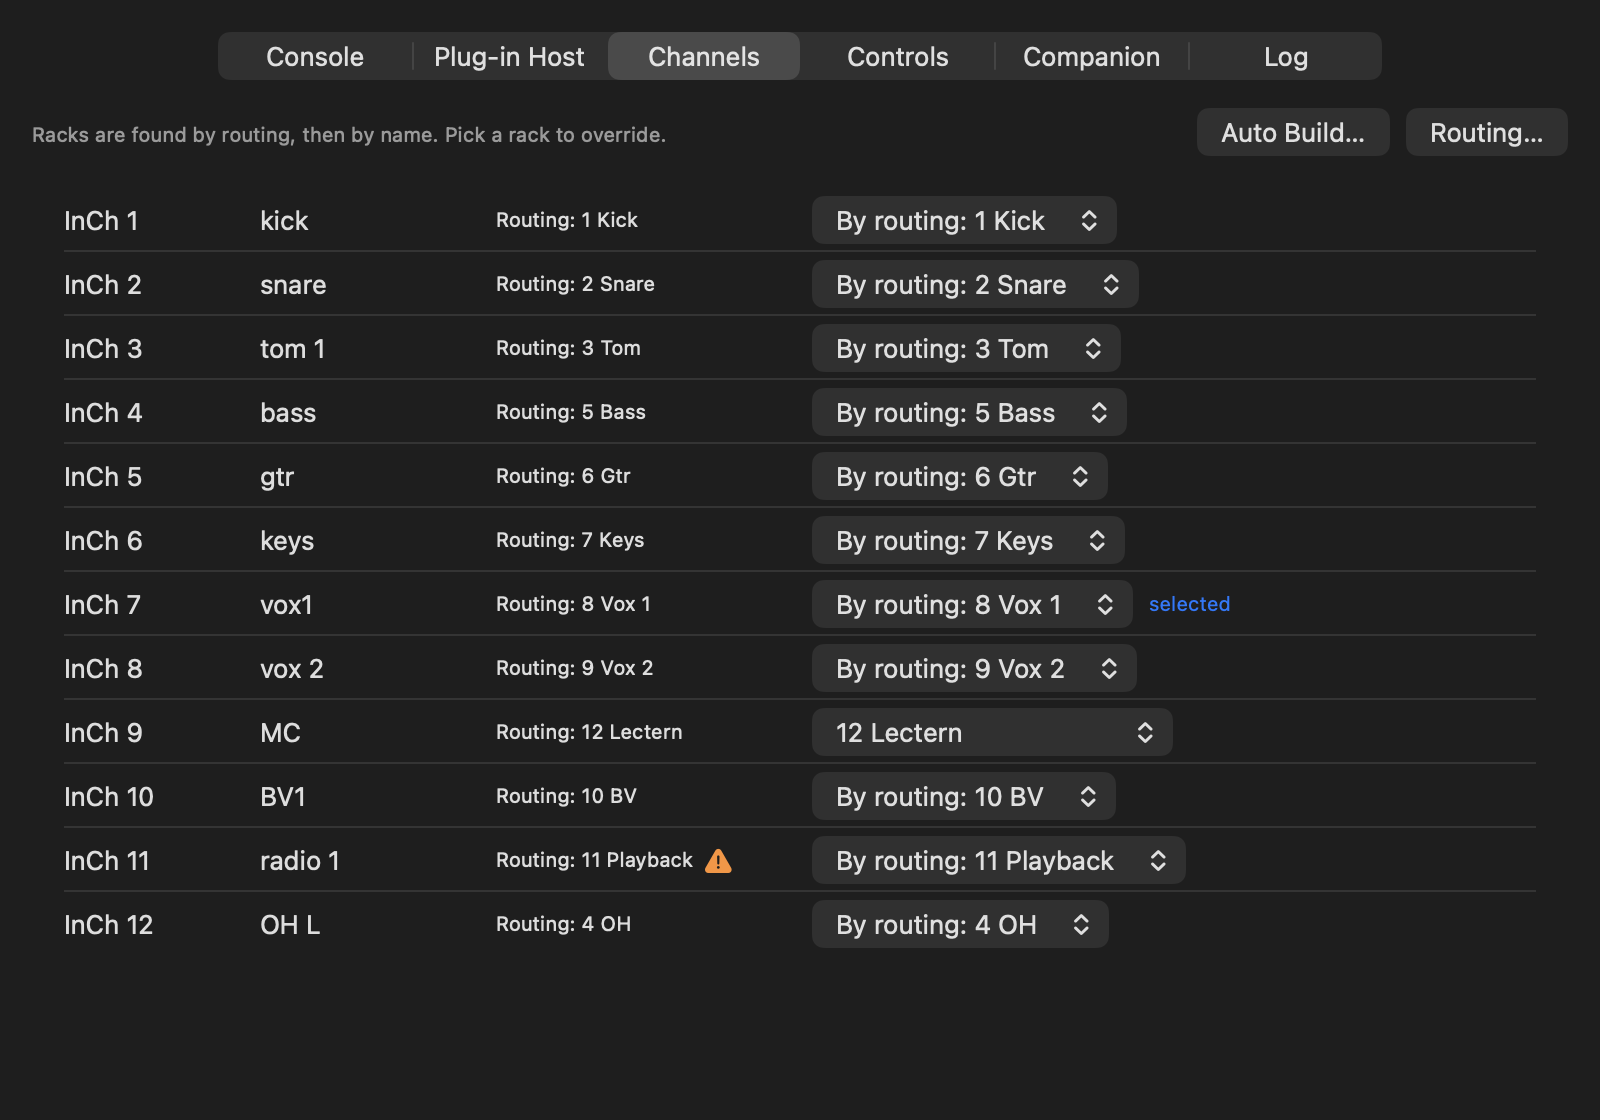 Console Plug-in Host Channels Controls Companion Log
Racks are found by routing, then by name. Pick a rack to override. Auto Build... Routing...
InCh 1 kick Routing: 1 Kick By routing: 1 Kick
InCh 2 snare Routing: 2 Snare By routing: 2 Snare
InCh 3 tom 1 Routing: 3 Tom By routing: 3 Tom
InCh 4 bass Routing: 5 Bass By routing: 5 Bass
InCh 5 gtr Routing: 6 Gtr By routing: 6 Gtr
InCh 6 keys Routing: 7 Keys By routing: 7 Keys
InCh 7 vox1 Routing: 8 Vox 1 By routing: 8 Vox 1 selected
InCh 8 vox 2 Routing: 9 Vox 2 By routing: 9 Vox 2
InCh 9 MC Routing: 12 Lectern 12 Lectern
InCh 10 BV1 Routing: 10 BV By routing: 10 BV
InCh 11 radio 1 Routing: 11 Playback By routing: 11 Playback
InCh 12 OH L Routing: 4 OH By routing: 4 OH